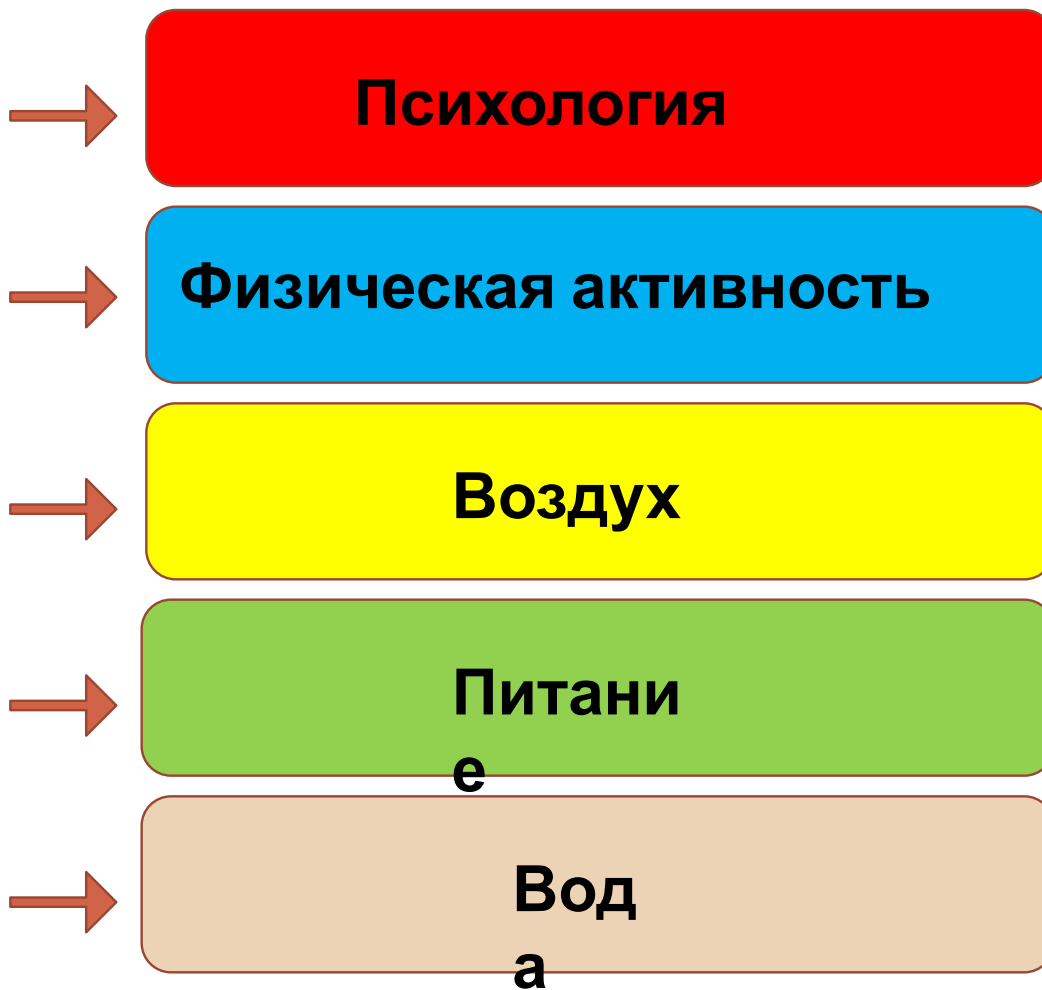 Психология
Физическая активность
Воздух
Питани
е
Вод
а